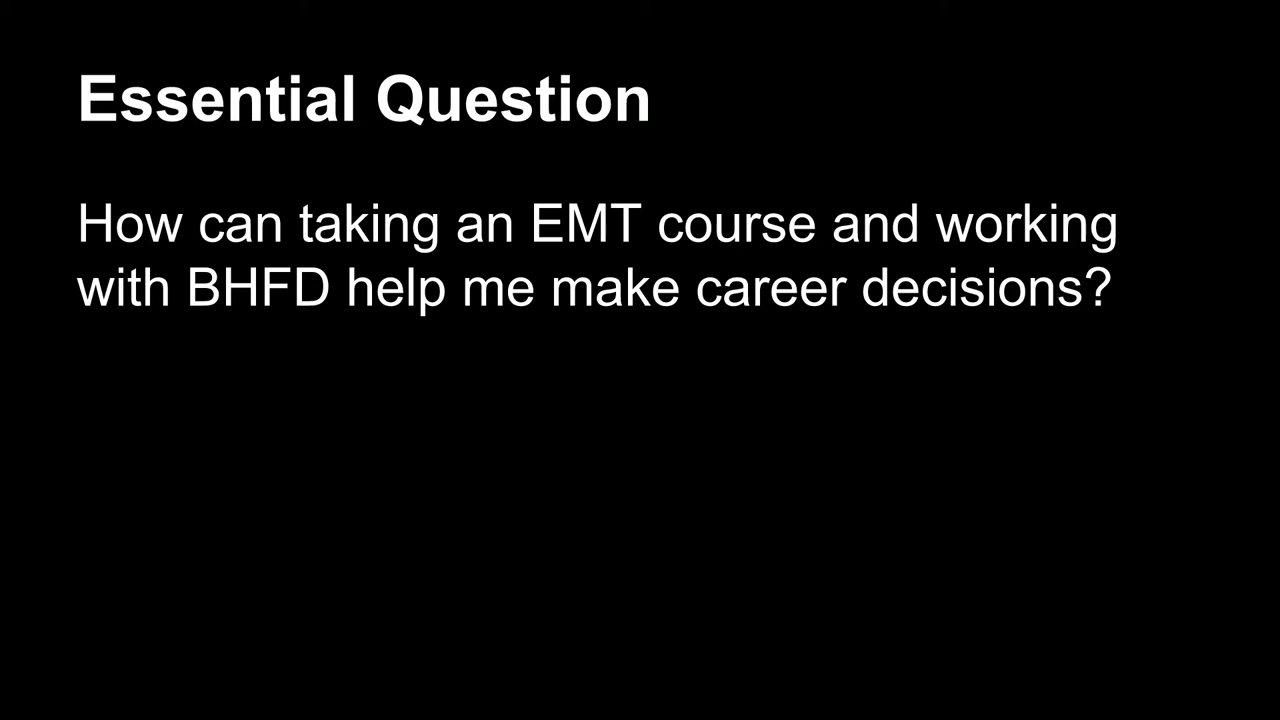 Essential Question
How can taking an EMT course and working
with BHFD help me make career decisions?